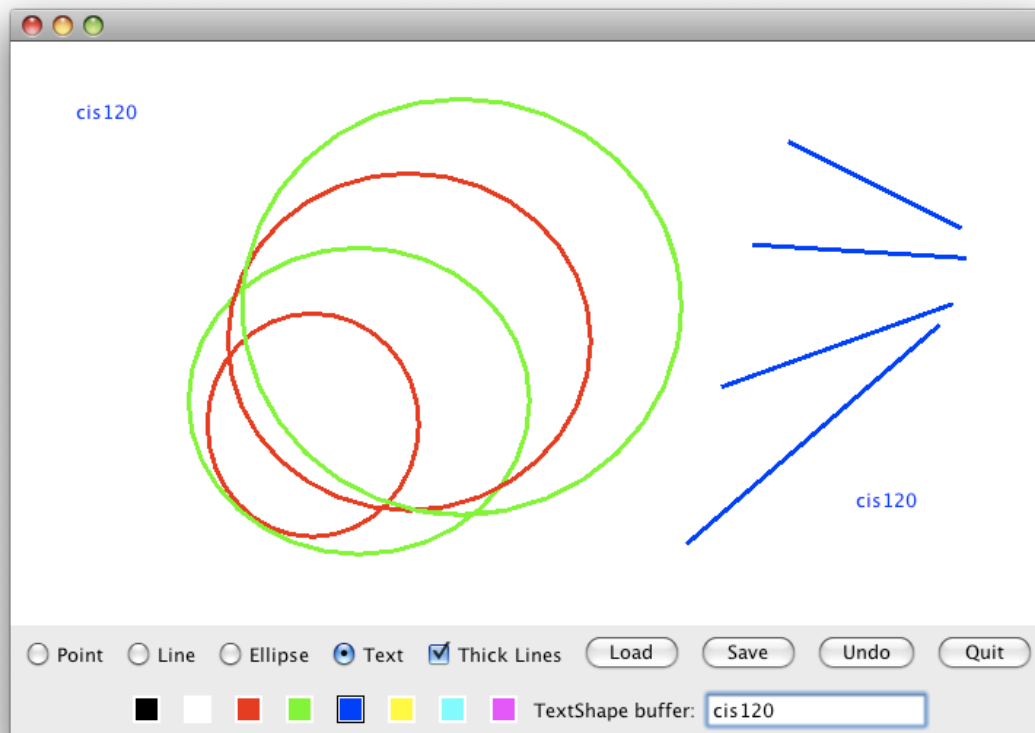 cis120
cis120
Point Line Ellipse Text Thick Lines Load Save Undo Quit
TextShape buffer: cis120